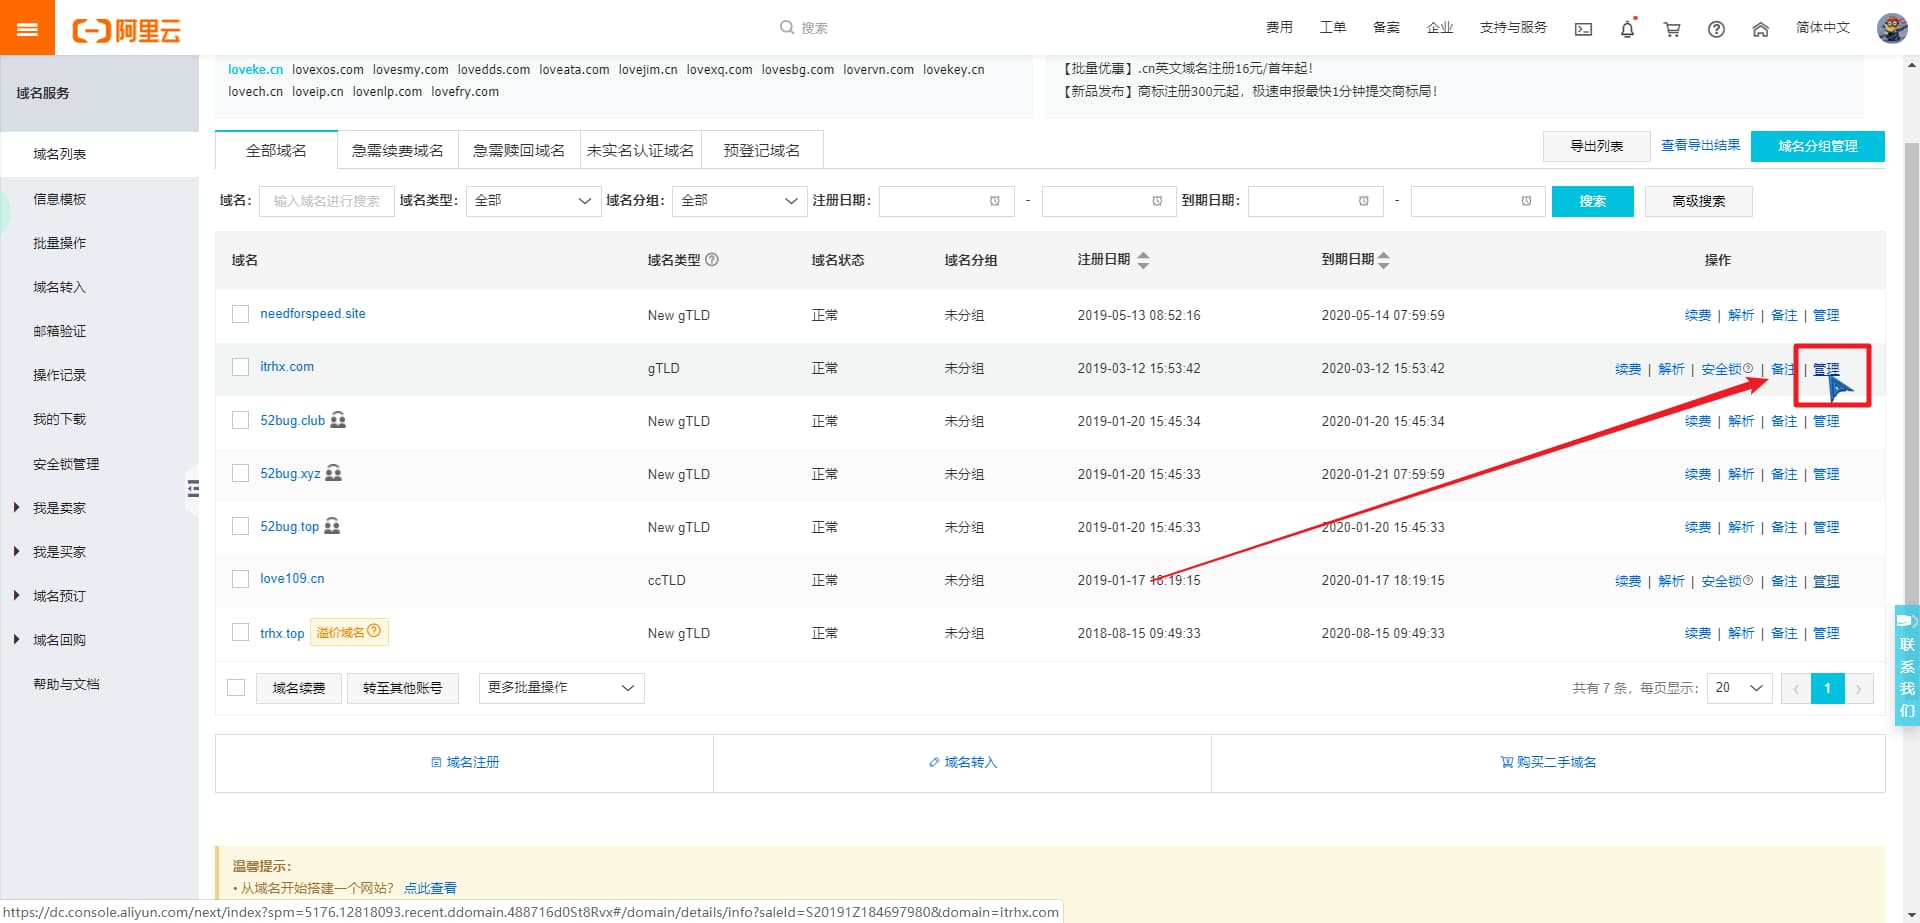 阿里云
搜索
费用 工单 备案 企业 支持与服务 简体中文
域名服务
域名列表
信息模板
批量操作
域名转入
邮箱验证
操作记录
我的下载
安全锁管理
我是卖家
我是买家
域名预订
域名回购
帮助与文档
loveke.cn lovexos.com lovesmy.com lovedds.com loveata.com lovejim.cn lovexq.com lovesbg.com lovervn.com lovekey.cn
lovech.cn loveip.cn lovenlp.com lovefry.com
【批量优惠】.cn英文域名注册16元/首年起!
【新品发布】商标注册300元起，极速申报最快1分钟提交商标局!
全部域名 急需续费域名 急需赎回域名 未实名认证域名 预登记域名
导出列表 查看导出结果 域名分组管理
域名: 输入域名进行搜索 域名类型: 全部 域名分组: 全部 注册日期: - 到期日期: - 搜索 高级搜索
域名 域名类型 域名状态 域名分组 注册日期 到期日期 操作
needforspeed.site New gTLD 正常 未分组 2019-05-13 08:52:16 2020-05-14 07:59:59 续费 | 解析 | 备注 | 管理
itrhx.com gTLD 正常 未分组 2019-03-12 15:53:42 2020-03-12 15:53:42 续费 | 解析 | 安全锁 | 备注 | 管理
52bug.club New gTLD 正常 未分组 2019-01-20 15:45:34 2020-01-20 15:45:34 续费 | 解析 | 备注 | 管理
52bug.xyz New gTLD 正常 未分组 2019-01-20 15:45:33 2020-01-21 07:59:59 续费 | 解析 | 备注 | 管理
52bug.top New gTLD 正常 未分组 2019-01-20 15:45:33 2020-01-20 15:45:33 续费 | 解析 | 备注 | 管理
love109.cn ccTLD 正常 未分组 2019-01-17 18:19:15 2020-01-17 18:19:15 续费 | 解析 | 安全锁 | 备注 | 管理
trhx.top 溢价域名 New gTLD 正常 未分组 2018-08-15 09:49:33 2020-08-15 09:49:33 续费 | 解析 | 备注 | 管理
域名续费 转至其他账号 更多批量操作
共有 7 条，每页显示: 20 1
域名注册 域名转入 购买二手域名
联系我们
温馨提示:
• 从域名开始搭建一个网站? 点此查看
https://dc.console.aliyun.com/next/index?spm=5176.12818093.recent.ddomain.488716d0St8Rvx#/domain/details/info?saleId=S20191Z184697980&domain=itrhx.com